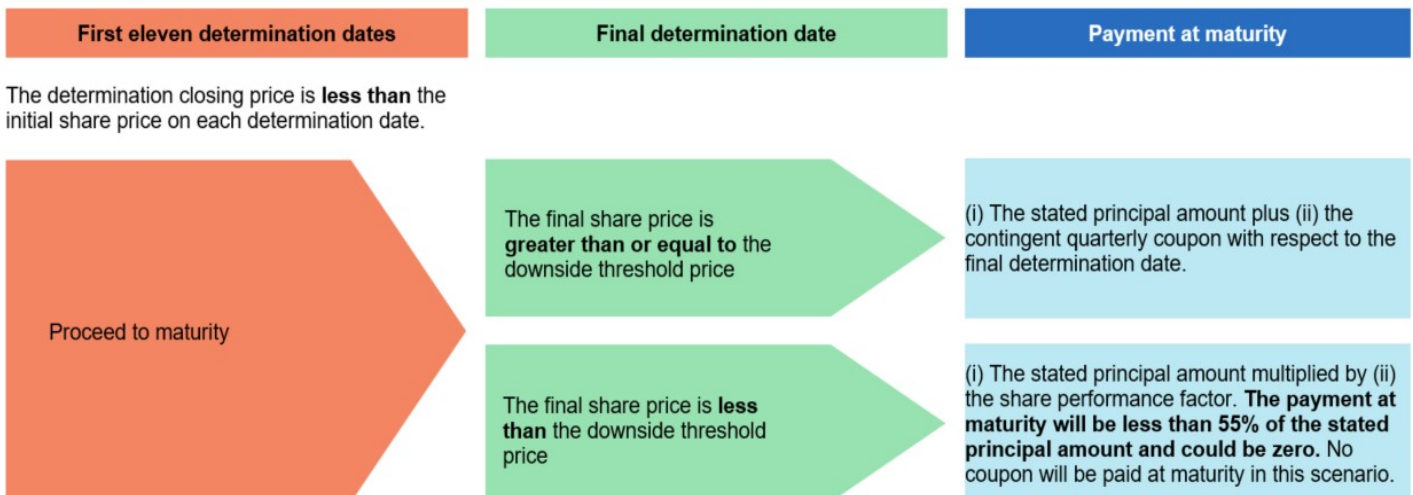 First eleven determination dates
Final determination date
Payment at maturity
The determination closing price is less than the
initial share price on each determination date.
Proceed to maturity
The final share price is
greater than or equal to the
downside threshold price
(i) The stated principal amount plus (ii) the
contingent quarterly coupon with respect to the
final determination date.
The final share price is less
than the downside threshold
price
(i) The stated principal amount multiplied by (ii)
the share performance factor. The payment at
maturity will be less than 55% of the stated
principal amount and could be zero. No
coupon will be paid at maturity in this scenario.